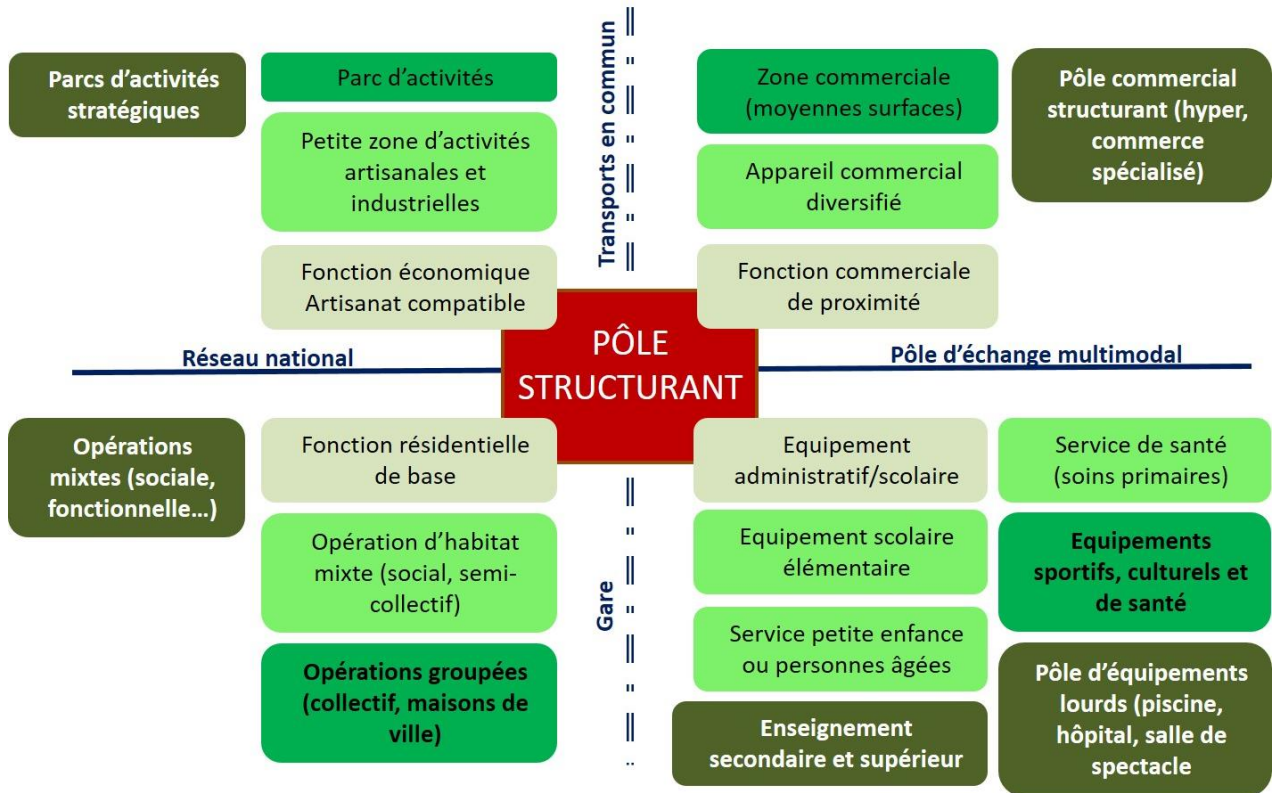 Parcs d'activités
stratégiques
Parc d'activités
Petite zone d'activités
artisanales et
industrielles
Fonction économique
Artisanat compatible
Transports en commun
Zone commerciale
(moyennes surfaces)
Appareil commercial
diversifié
Fonction commerciale
de proximité
Pôle commercial
structurant (hyper,
commerce
spécialisé)
Réseau national
PÔLE
STRUCTURANT
Pôle d'échange multimodal
Opérations
mixtes (sociale,
fonctionnelle...)
Fonction résidentielle
de base
Opération d'habitat
mixte (social, semi-
collectif)
Opérations groupées
(collectif, maisons de
ville)
Gare
Equipement
administratif/scolaire
Equipement scolaire
élémentaire
Service petite enfance
ou personnes âgées
Enseignement
secondaire et supérieur
Service de santé
(soins primaires)
Equipements
sportifs, culturels et
de santé
Pôle d'équipements
lourds (piscine,
hôpital, salle de
spectacle